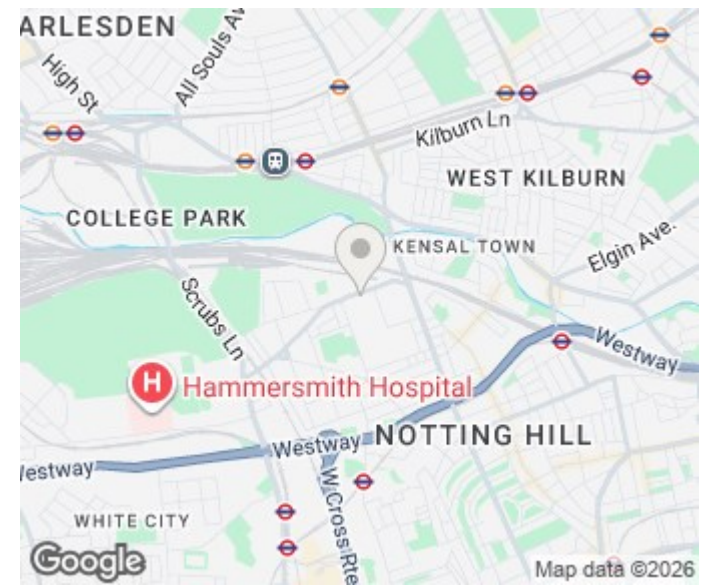 ARLESDEN
High St
All Souls Av
Kilburn Ln
WEST KILBURN
COLLEGE PARK
KENSAL TOWN
Elgin Ave.
Scrubs Ln
Westway
H Hammersmith Hospital
Westway
NOTTING HILL
Westway
W Cross Rte
WHITE CITY
Google
Map data ©2026